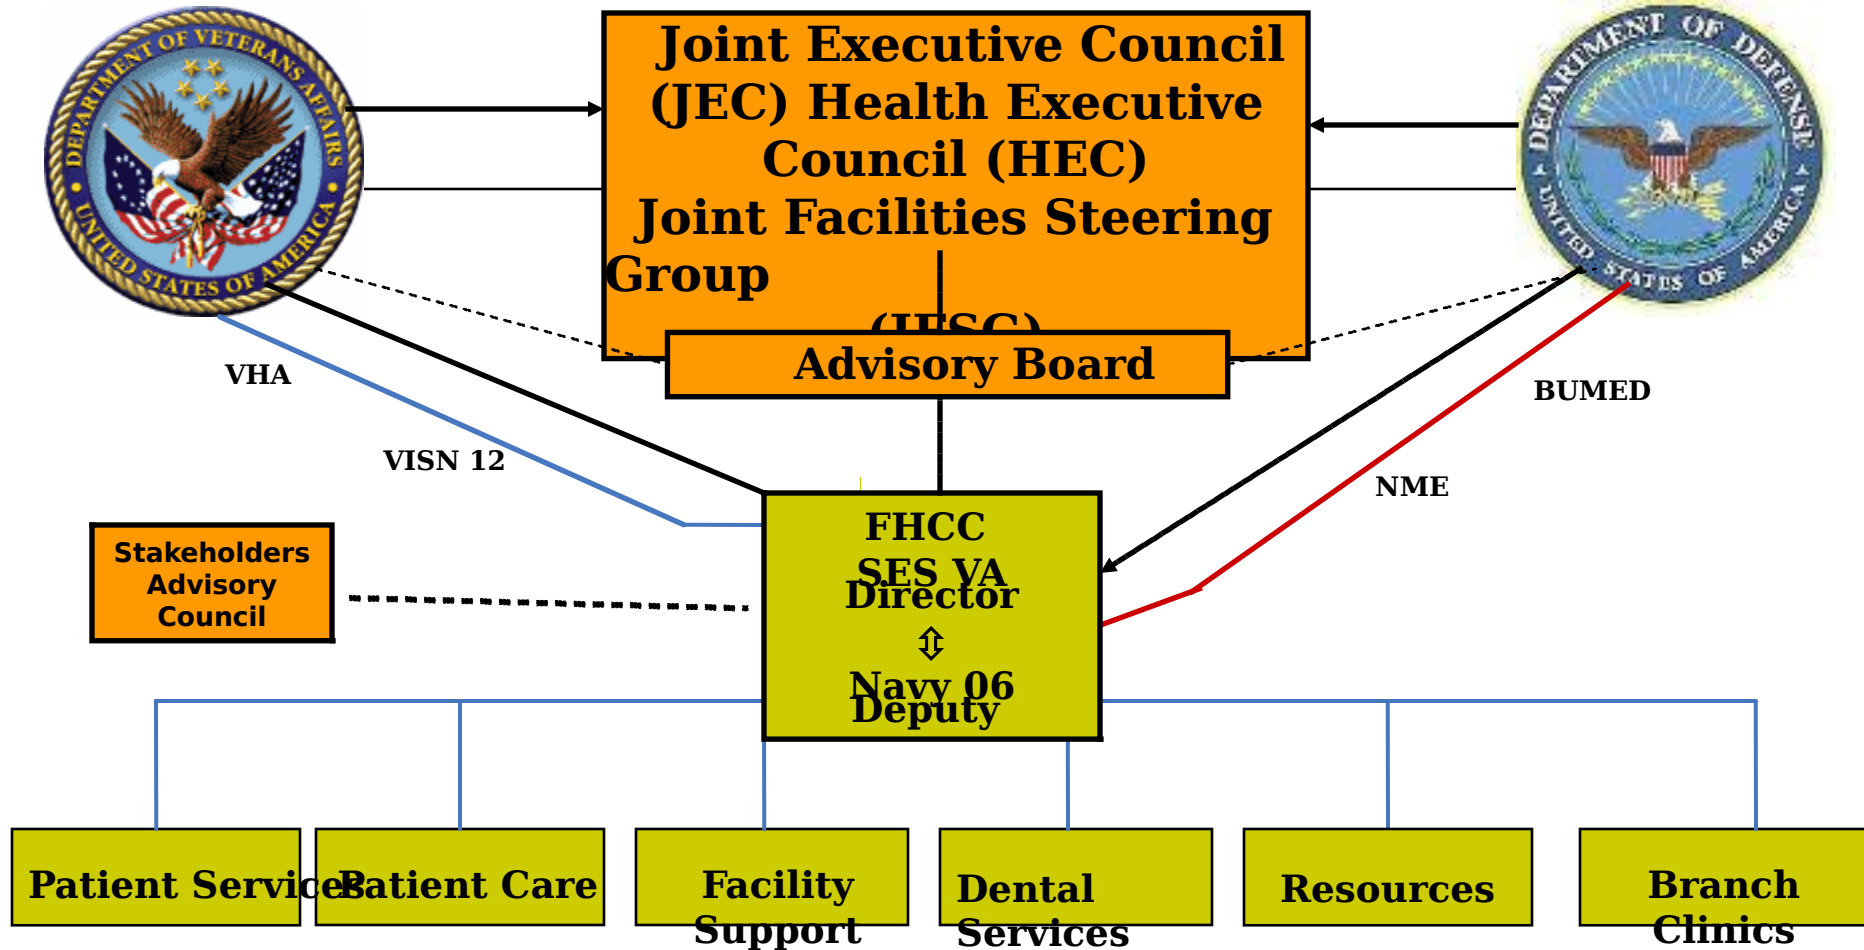 DEPARTMENT OF VETERANS AFFAIRS
UNITED STATES OF AMERICA
Joint Executive Council
(JEC) Health Executive
Council (HEC)
Joint Facilities Steering
Group
(JFSG)
Advisory Board
DEPARTMENT OF DEFENSE
UNITED STATES OF AMERICA
VHA
VISN 12
BUMED
NME
Stakeholders
Advisory
Council
FHCC
SES VA
Director
Navy 06
Deputy
Patient Services
Patient Care
Facility
Support
Dental
Services
Resources
Branch
Clinics